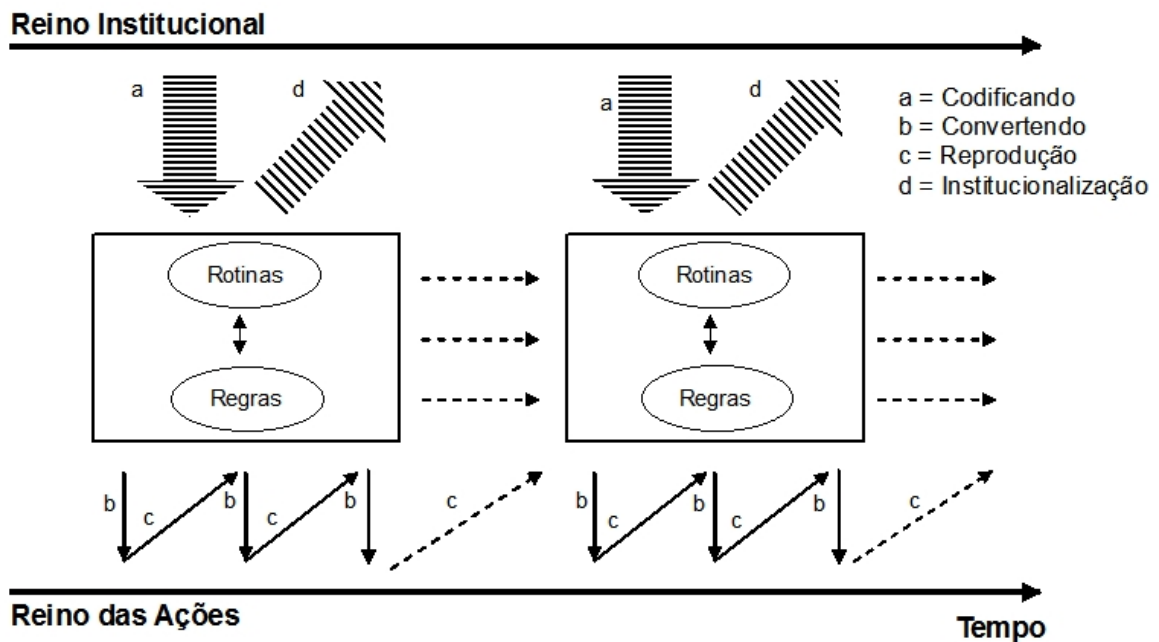 Reino Institucional
a
d
a
d
a = Codificando
b = Convertendo
c = Reprodução
d = Institucionalização
Rotinas
Rotinas
Regras
Regras
b
c
b
c
b
c
b
c
b
c
b
c
Reino das Ações
Tempo